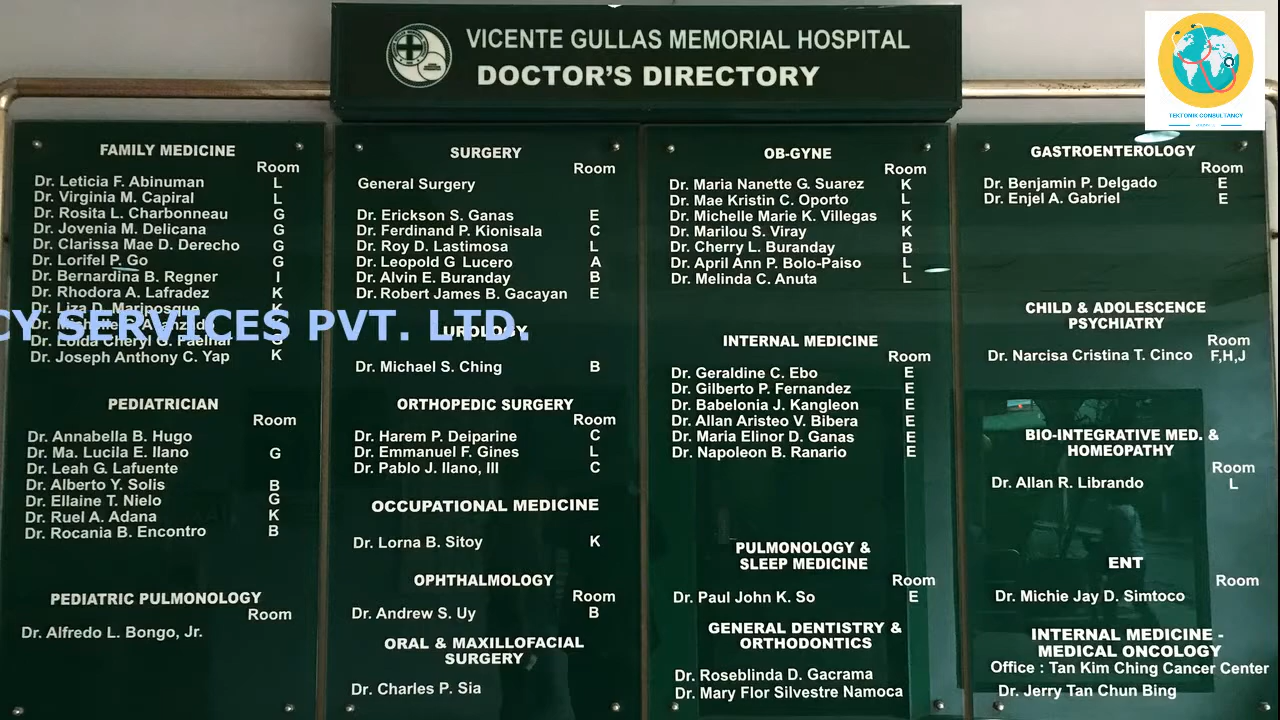 VICENTE GULLAS MEMORIAL HOSPITAL
DOCTOR'S DIRECTORY
TEKTONIK CONSULTANCY
FAMILY MEDICINE
Room
Dr. Leticia F. Abinuman L
Dr. Virginia M. Capiral L
Dr. Rosita L. Charbonneau G
Dr. Jovenia M. Delicana G
Dr. Clarissa Mae D. Derecho G
Dr. Lorifel P. Go G
Dr. Bernardina B. Regner I
Dr. Rhodora A. Lafradez K
Dr. Liza D. Mariposque K
CY SERVICES PVT. LTD.
Dr. Joseph Anthony C. Yap K
PEDIATRICIAN
Room
Dr. Annabella B. Hugo
Dr. Ma. Lucila E. Ilano G
Dr. Leah G. Lafuente
Dr. Alberto Y. Solis B
Dr. Ellaine T. Nielo G
Dr. Ruel A. Adana K
Dr. Rocania B. Encontro B
PEDIATRIC PULMONOLOGY
Room
Dr. Alfredo L. Bongo, Jr.
SURGERY
Room
General Surgery
Dr. Erickson S. Ganas E
Dr. Ferdinand P. Kionisala C
Dr. Roy D. Lastimosa L
Dr. Leopold G Lucero A
Dr. Alvin E. Buranday B
Dr. Robert James B. Gacayan E
UROLOGY
Dr. Michael S. Ching B
ORTHOPEDIC SURGERY
Room
Dr. Harem P. Deiparine C
Dr. Emmanuel F. Gines L
Dr. Pablo J. Ilano, III C
OCCUPATIONAL MEDICINE
Dr. Lorna B. Sitoy K
OPHTHALMOLOGY
Room
Dr. Andrew S. Uy B
ORAL & MAXILLOFACIAL
SURGERY
Dr. Charles P. Sia
OB-GYNE
Room
Dr. Maria Nanette G. Suarez K
Dr. Mae Kristin C. Oporto L
Dr. Michelle Marie K. Villegas K
Dr. Marilou S. Viray K
Dr. Cherry L. Buranday B
Dr. April Ann P. Bolo-Paiso L
Dr. Melinda C. Anuta L
INTERNAL MEDICINE
Room
Dr. Geraldine C. Ebo E
Dr. Gilberto P. Fernandez E
Dr. Babelonia J. Kangleon E
Dr. Allan Aristeo V. Bibera E
Dr. Maria Elinor D. Ganas E
Dr. Napoleon B. Ranario E
PULMONOLOGY &
SLEEP MEDICINE
Room
Dr. Paul John K. So E
GENERAL DENTISTRY &
ORTHODONTICS
Dr. Roseblinda D. Gacrama
Dr. Mary Flor Silvestre Namoca
GASTROENTEROLOGY
Room
Dr. Benjamin P. Delgado E
Dr. Enjel A. Gabriel E
CHILD & ADOLESCENCE
PSYCHIATRY
Room
Dr. Narcisa Cristina T. Cinco F,H,J
BIO-INTEGRATIVE MED. &
HOMEOPATHY
Room
Dr. Allan R. Librando L
ENT
Room
Dr. Michie Jay D. Simtoco
INTERNAL MEDICINE -
MEDICAL ONCOLOGY
Office : Tan Kim Ching Cancer Center
Dr. Jerry Tan Chun Bing